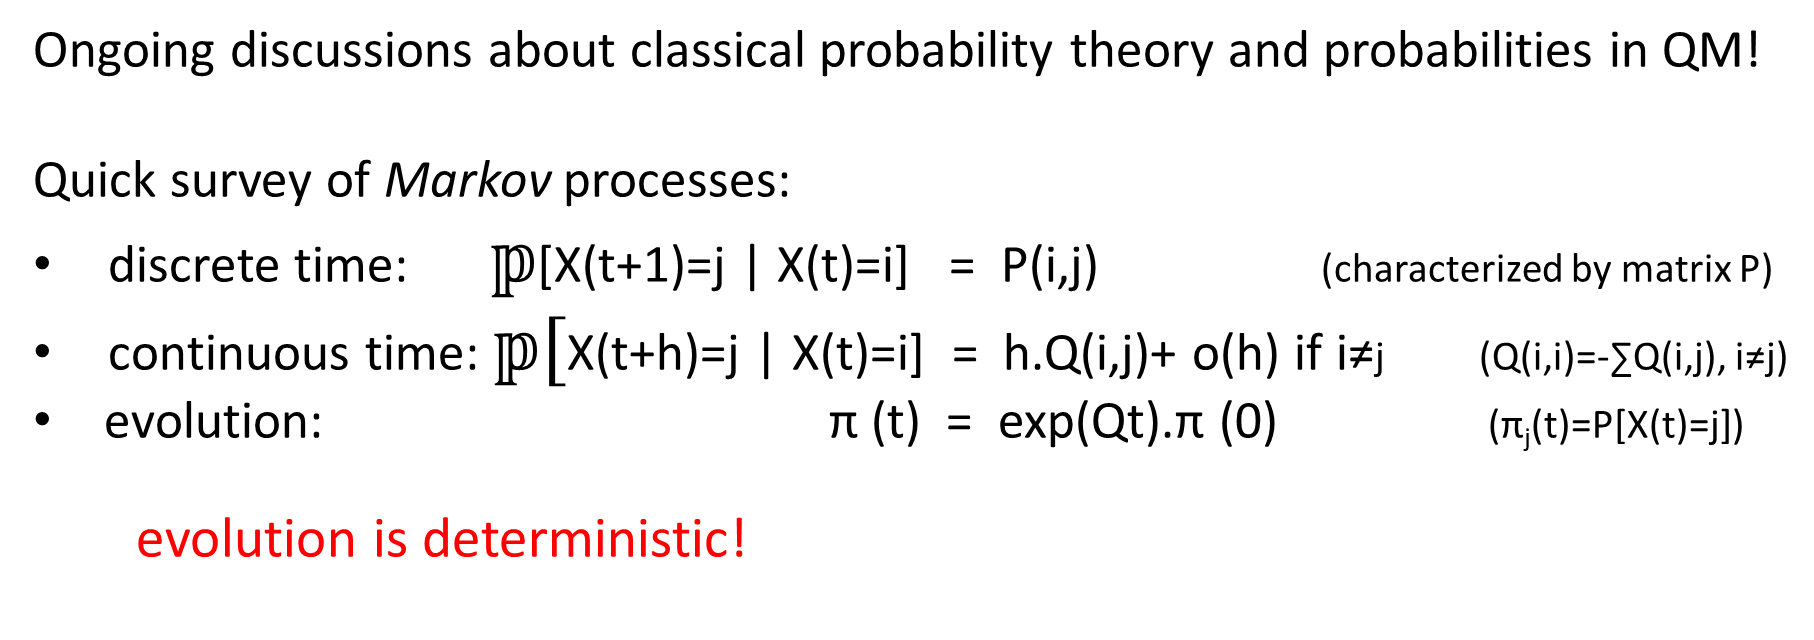 Ongoing discussions about classical probability theory and probabilities in QM!
Quick survey of Markov processes:
• discrete time: ℙ[X(t+1)=j | X(t)=i] = P(i,j) (characterized by matrix P)
• continuous time: ℙ[X(t+h)=j | X(t)=i] = h.Q(i,j)+ o(h) if i≠j (Q(i,i)=-∑Q(i,j), i≠j)
• evolution: π (t) = exp(Qt).π (0) (πj(t)=P[X(t)=j])
evolution is deterministic!